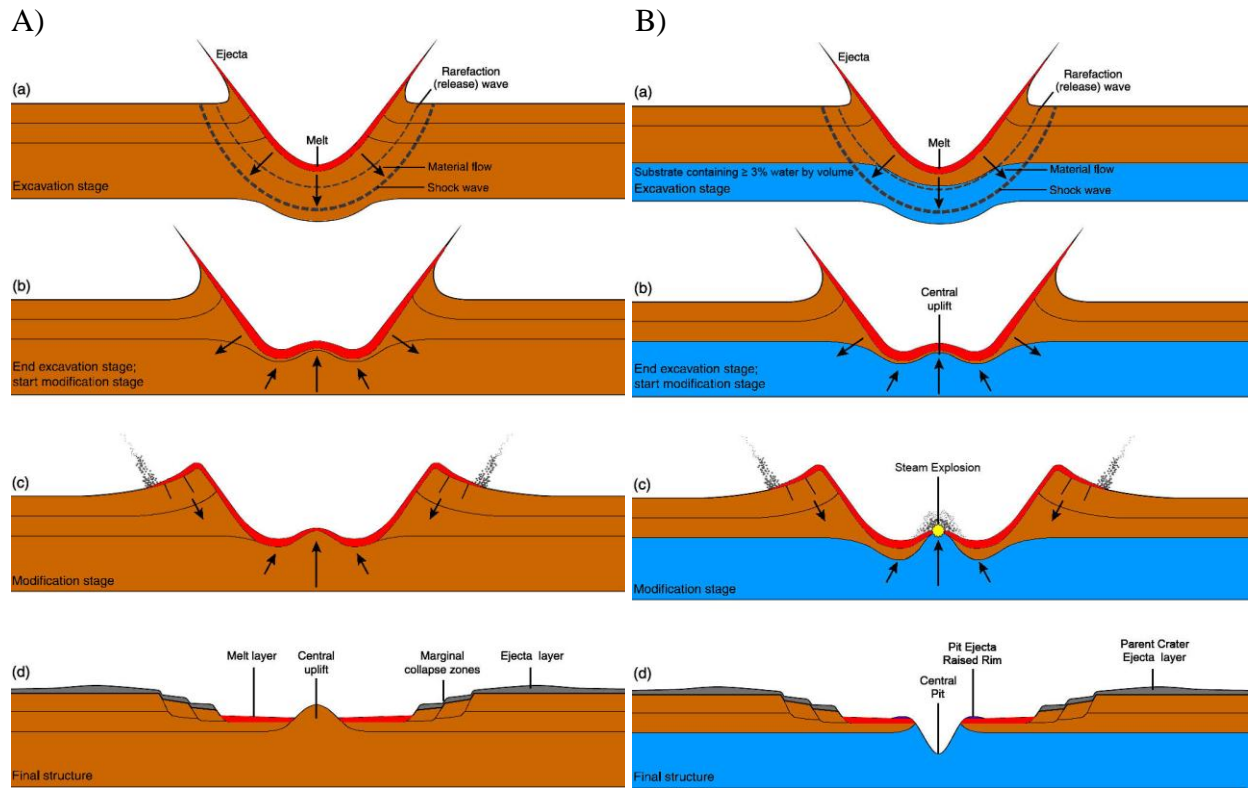 A)
Ejecta
Rarefaction
(release) wave
(a)
Melt
Material flow
Shock wave
Excavation stage
(b)
End excavation stage;
start modification stage
(c)
Modification stage
(d)
Melt layer
Central
uplift
Marginal
collapse zones
Ejecta layer
Final structure
B)
Ejecta
Rarefaction
(release) wave
(a)
Melt
Substrate containing ≥ 3% water by volume
Material flow
Excavation stage
Shock wave
(b)
Central
uplift
End excavation stage;
start modification stage
(c)
Steam Explosion
Modification stage
(d)
Central
Pit
Pit Ejecta
Raised Rim
Parent Crater
Ejecta layer
Final structure